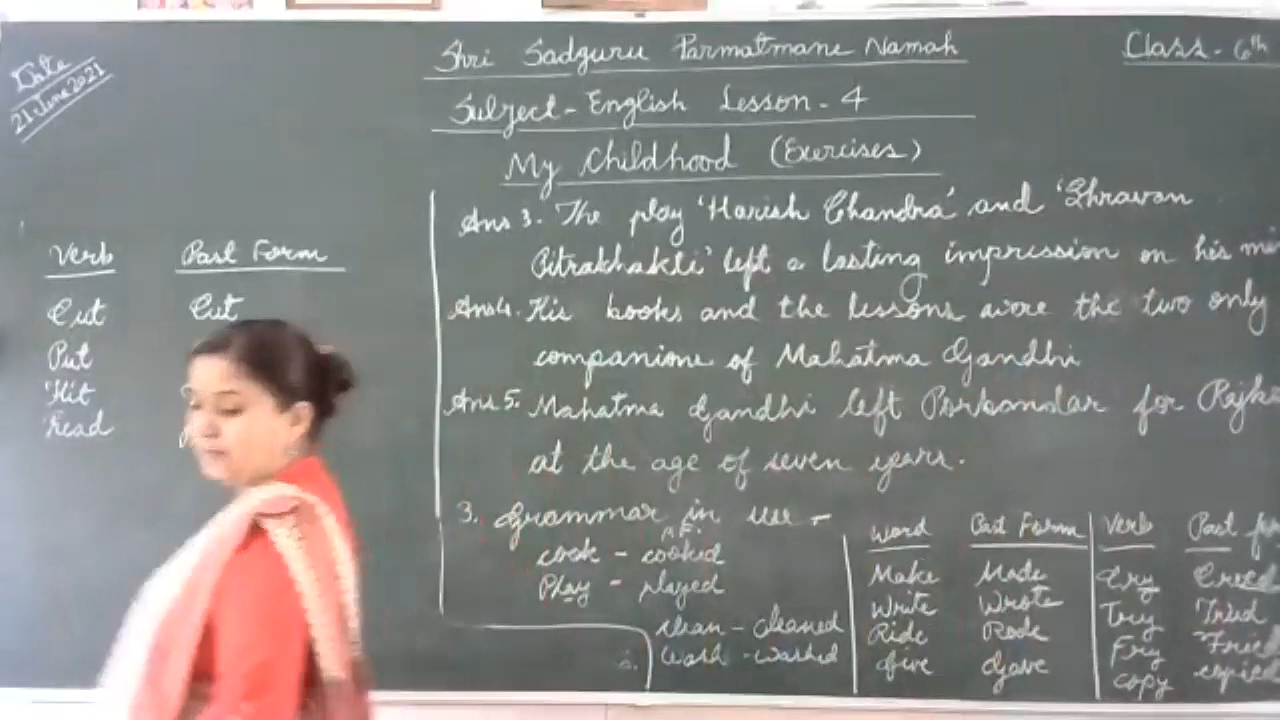 Date
21 June 2021
Shri Sadguru Parmatmane Namah
Class - 6th
Subject - English Lesson - 4
My Childhood (Exercises)
Ans 3. The play 'Harish Chandra' and 'Shravan
Pitrabhakti' left a lasting impression on his mi
Ans 4. His books and the lessons were the two only
companions of Mahatma Gandhi
Ans 5. Mahatma Gandhi left Porbandar for Rajko
at the age of seven years.
3. Grammar in use -
cook - cooked
Play - played
clean - cleaned
Wash - washed
Verb Past Form
Cut Cut
Put
Hit
Read
Word Past Form
Make Made
Write Wrote
Ride Rode
Give Gave
Verb Past fo
Cry Cried
Try Tried
Fry Fried
Copy copied